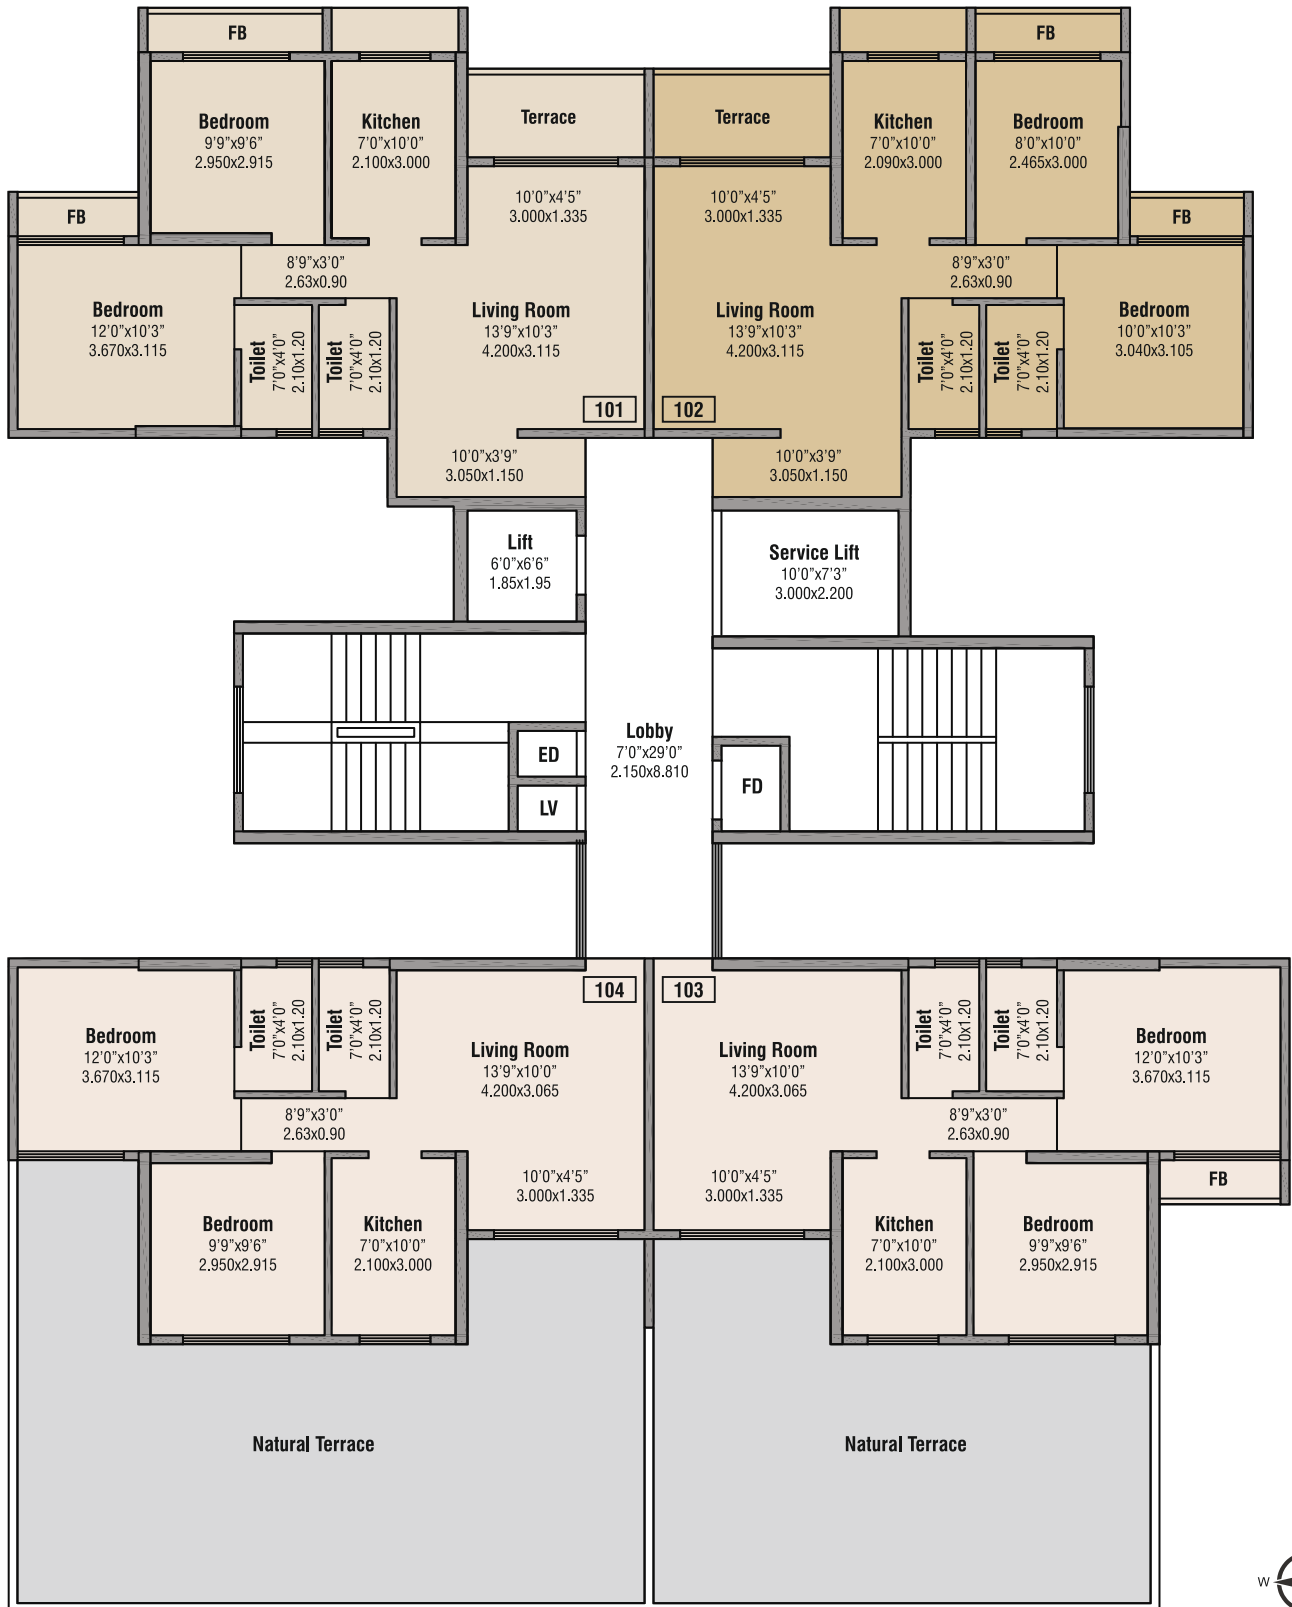 FB
FB
Bedroom
9'9"x9'6"
2.950x2.915
Kitchen
7'0"x10'0"
2.100x3.000
Terrace
Terrace
Kitchen
7'0"x10'0"
2.090x3.000
Bedroom
8'0"x10'0"
2.465x3.000
FB
FB
10'0"x4'5"
3.000x1.335
10'0"x4'5"
3.000x1.335
8'9"x3'0"
2.63x0.90
8'9"x3'0"
2.63x0.90
Bedroom
12'0"x10'3"
3.670x3.115
Toilet
7'0"x4'0"
2.10x1.20
Toilet
7'0"x4'0"
2.10x1.20
Living Room
13'9"x10'3"
4.200x3.115
Living Room
13'9"x10'3"
4.200x3.115
Toilet
7'0"x4'0"
2.10x1.20
Toilet
7'0"x4'0"
2.10x1.20
Bedroom
10'0"x10'3"
3.040x3.105
101
102
10'0"x3'9"
3.050x1.150
10'0"x3'9"
3.050x1.150
Lift
6'0"x6'6"
1.85x1.95
Service Lift
10'0"x7'3"
3.000x2.200
Lobby
7'0"x29'0"
2.150x8.810
ED
LV
FD
104
103
Bedroom
12'0"x10'3"
3.670x3.115
Toilet
7'0"x4'0"
2.10x1.20
Toilet
7'0"x4'0"
2.10x1.20
Living Room
13'9"x10'0"
4.200x3.065
Living Room
13'9"x10'0"
4.200x3.065
Toilet
7'0"x4'0"
2.10x1.20
Toilet
7'0"x4'0"
2.10x1.20
Bedroom
12'0"x10'3"
3.670x3.115
8'9"x3'0"
2.63x0.90
8'9"x3'0"
2.63x0.90
10'0"x4'5"
3.000x1.335
10'0"x4'5"
3.000x1.335
FB
Bedroom
9'9"x9'6"
2.950x2.915
Kitchen
7'0"x10'0"
2.100x3.000
Kitchen
7'0"x10'0"
2.100x3.000
Bedroom
9'9"x9'6"
2.950x2.915
Natural Terrace
Natural Terrace
W